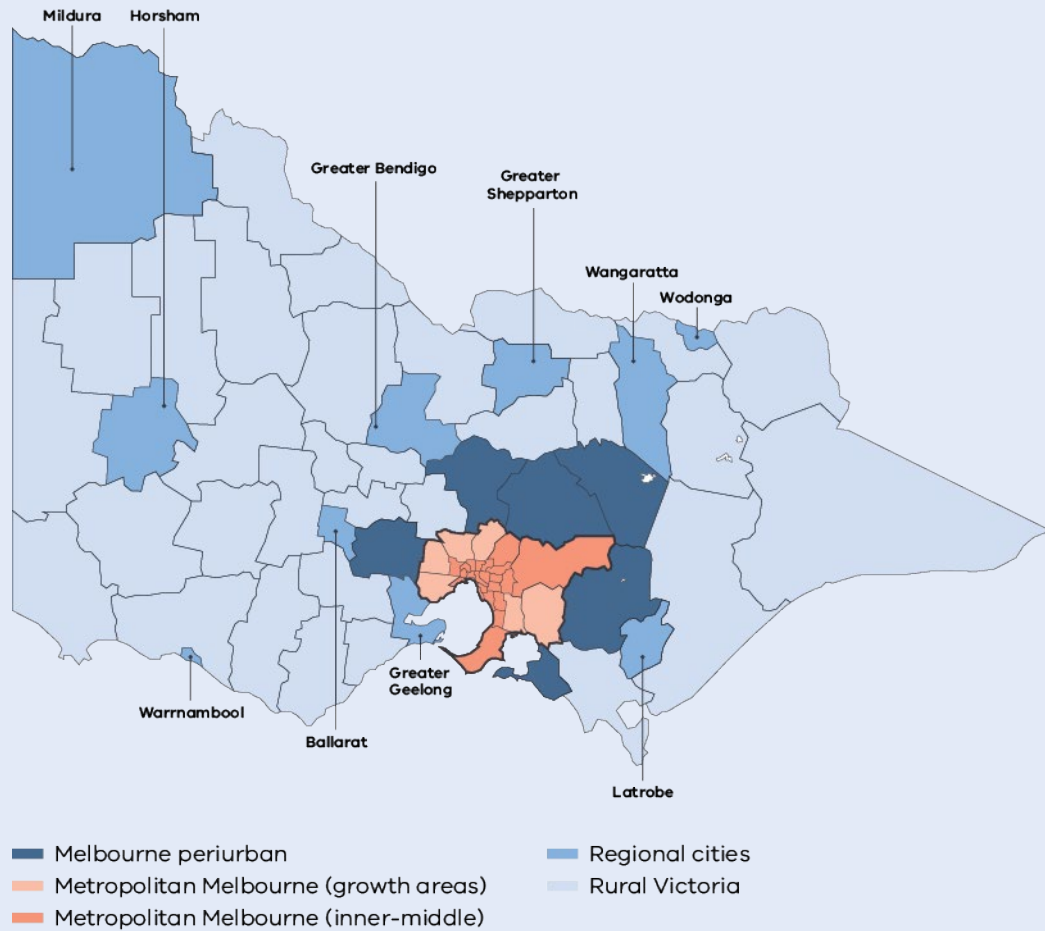 Mildura
Horsham
Greater Bendigo
Greater
Shepparton
Wangaratta
Wodonga
Greater
Geelong
Warrnambool
Ballarat
Latrobe
Melbourne periurban
Metropolitan Melbourne (growth areas)
Metropolitan Melbourne (inner-middle)
Regional cities
Rural Victoria